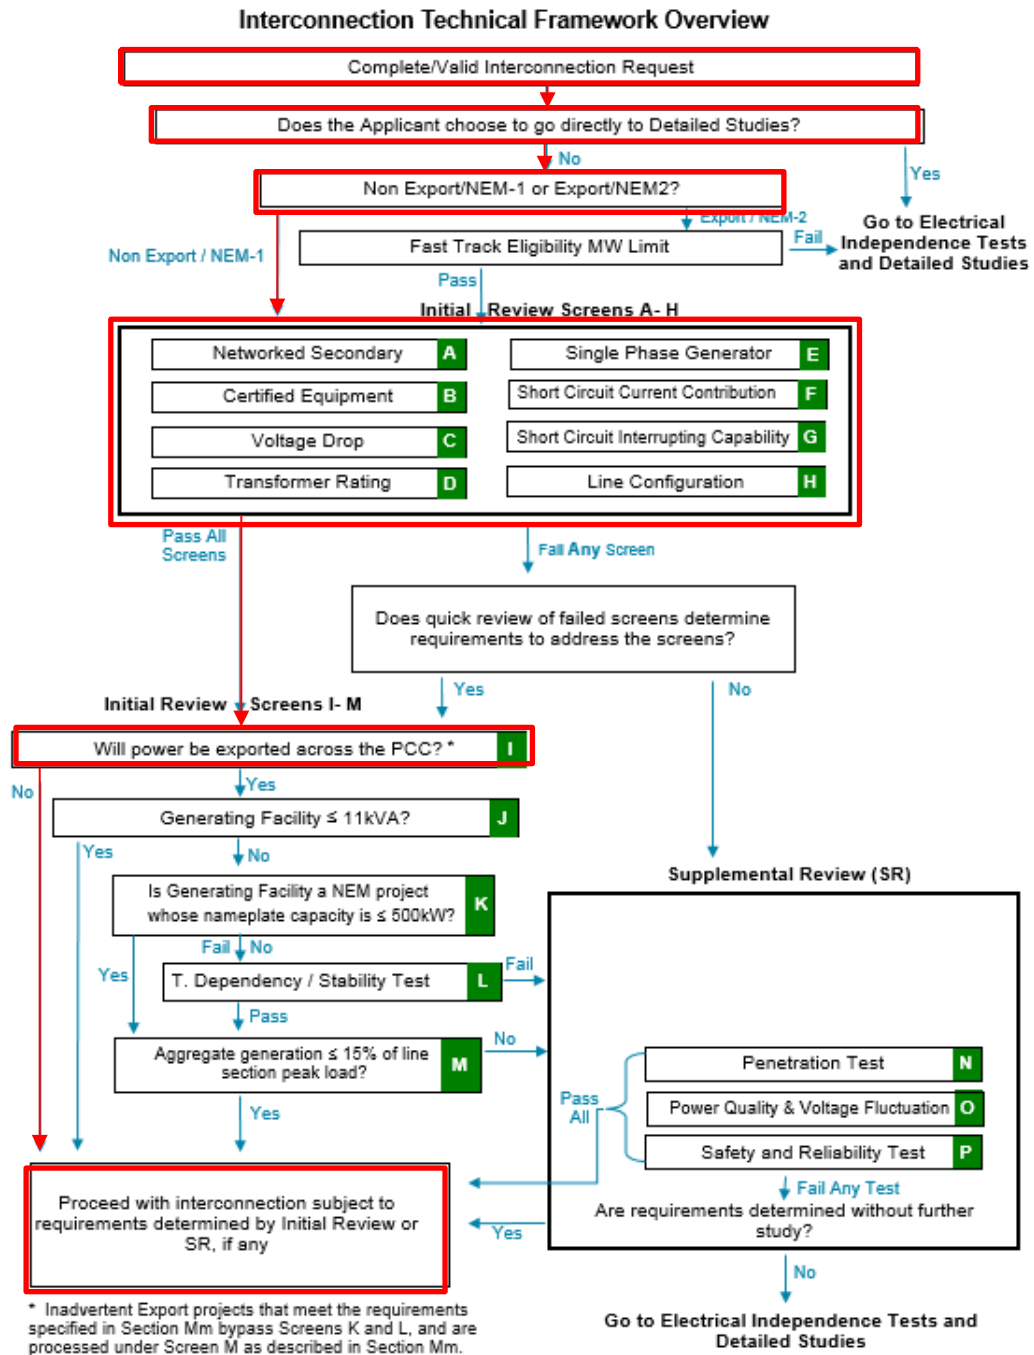 Interconnection Technical Framework Overview
Complete/Valid Interconnection Request
Does the Applicant choose to go directly to Detailed Studies?
No
Yes
Non Export/NEM-1 or Export/NEM2?
Export / NEM-2
Go to Electrical
Independence Tests
and Detailed Studies
Non Export / NEM-1
Fast Track Eligibility MW Limit
Fail
Pass
Initial Review Screens A- H
Networked Secondary A
Single Phase Generator E
Certified Equipment B
Short Circuit Current Contribution F
Voltage Drop C
Short Circuit Interrupting Capability G
Transformer Rating D
Line Configuration H
Pass All
Screens
Fail Any Screen
Does quick review of failed screens determine
requirements to address the screens?
Yes
No
Initial Review Screens I- M
Will power be exported across the PCC? * I
No
Yes
Generating Facility ≤ 11kVA? J
Yes
No
Is Generating Facility a NEM project
whose nameplate capacity is ≤ 500kW? K
Fail No
Yes
T. Dependency / Stability Test L
Fail
Pass
Aggregate generation ≤ 15% of line
section peak load? M
No
Yes
Supplemental Review (SR)
Penetration Test N
Pass
All
Power Quality & Voltage Fluctuation O
Safety and Reliability Test P
Fail Any Test
Are requirements determined without further
study?
Yes
No
Proceed with interconnection subject to
requirements determined by Initial Review or
SR, if any
Go to Electrical Independence Tests and
Detailed Studies
* Inadvertent Export projects that meet the requirements
specified in Section Mm bypass Screens K and L, and are
processed under Screen M as described in Section Mm.